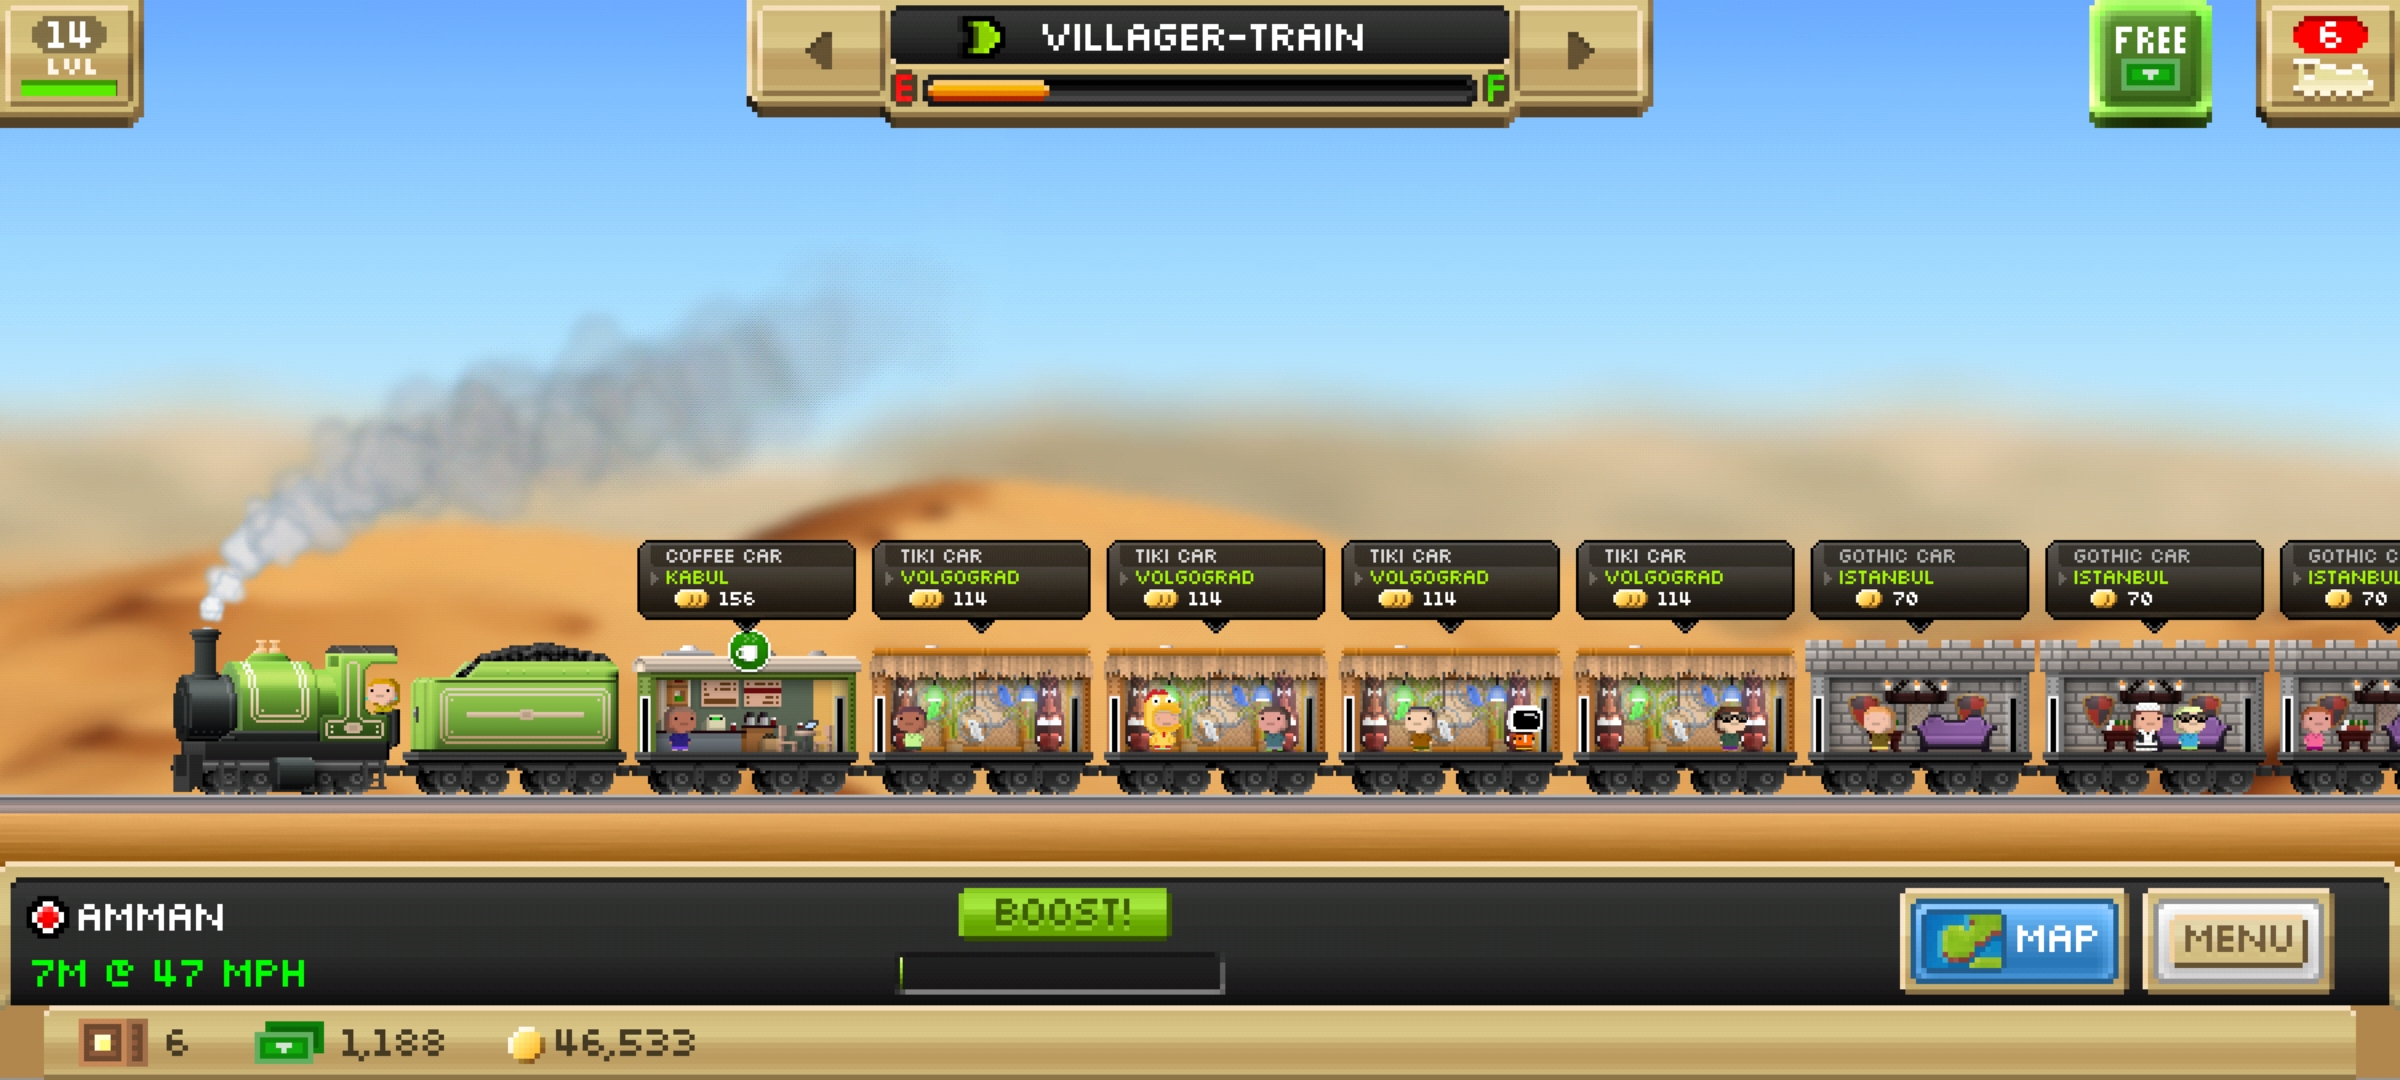 14
LVL
VILLAGER-TRAIN
E F
FREE
6
COFFEE CAR
KABUL
156
TIKI CAR
VOLGOGRAD
114
TIKI CAR
VOLGOGRAD
114
TIKI CAR
VOLGOGRAD
114
TIKI CAR
VOLGOGRAD
114
GOTHIC CAR
ISTANBUL
70
GOTHIC CAR
ISTANBUL
70
GOTHIC C
ISTANBUL
70
AMMAN
7M @ 47 MPH
BOOST!
MAP
MENU
6
1,188
46,533